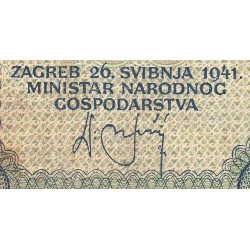 ZAGREB 26. SVIBNJA 1941.
MINISTAR NARODNOG
GOSPODARSTVA